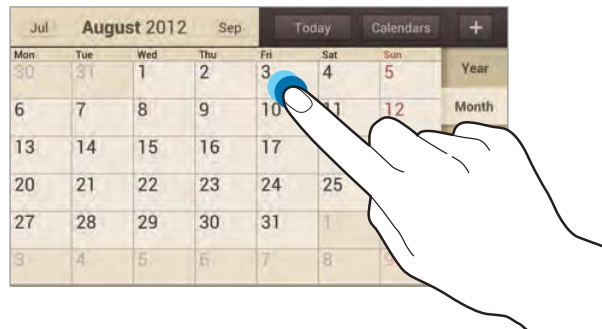 Jul August 2012 Sep Today Calendars +
Mon Tue Wed Thu Fri Sat Sun
30 31 1 2 3 4 5 Year
6 7 8 9 10 11 12 Month
13 14 15 16 17
20 21 22 23 24 25
27 28 29 30 31 1
3 4 5 6 7 8 9